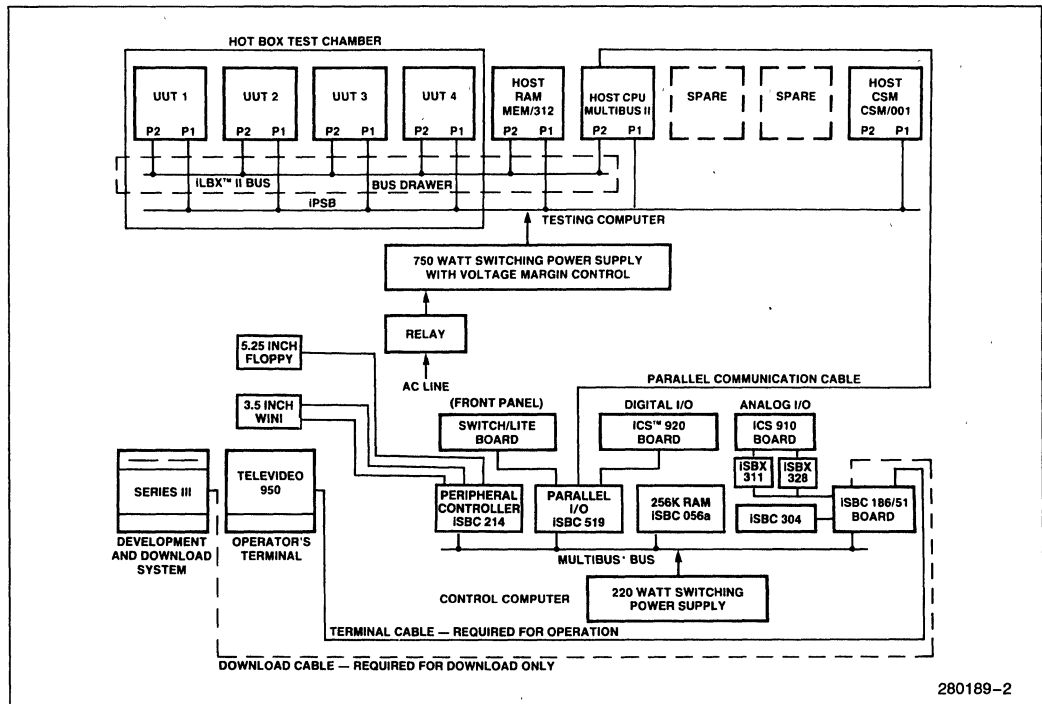 HOT BOX TEST CHAMBER
UUT 1
P2 P1
UUT 2
P2 P1
UUT 3
P2 P1
UUT 4
P2 P1
HOST
RAM
MEM/312
P2 P1
HOST CPU
MULTIBUS II
P2 P1
SPARE
SPARE
HOST
CSM
CSM/001
P2 P1
iLBX™ II BUS
BUS DRAWER
iPSB
TESTING COMPUTER
750 WATT SWITCHING POWER SUPPLY
WITH VOLTAGE MARGIN CONTROL
RELAY
AC LINE
5.25 INCH
FLOPPY
3.5 INCH
WINI
PARALLEL COMMUNICATION CABLE
(FRONT PANEL)
SWITCH/LITE
BOARD
DIGITAL I/O
ICS™ 920
BOARD
ANALOG I/O
ICS 910
BOARD
iSBX
311
iSBX
328
SERIES III
DEVELOPMENT
AND DOWNLOAD
SYSTEM
TELEVIDEO
950
OPERATOR'S
TERMINAL
PERIPHERAL
CONTROLLER
iSBC 214
PARALLEL
I/O
iSBC 519
256K RAM
iSBC 056a
iSBC 304
iSBC 186/51
BOARD
MULTIBUS® BUS
CONTROL COMPUTER
220 WATT SWITCHING
POWER SUPPLY
TERMINAL CABLE — REQUIRED FOR OPERATION
DOWNLOAD CABLE — REQUIRED FOR DOWNLOAD ONLY
280189–2